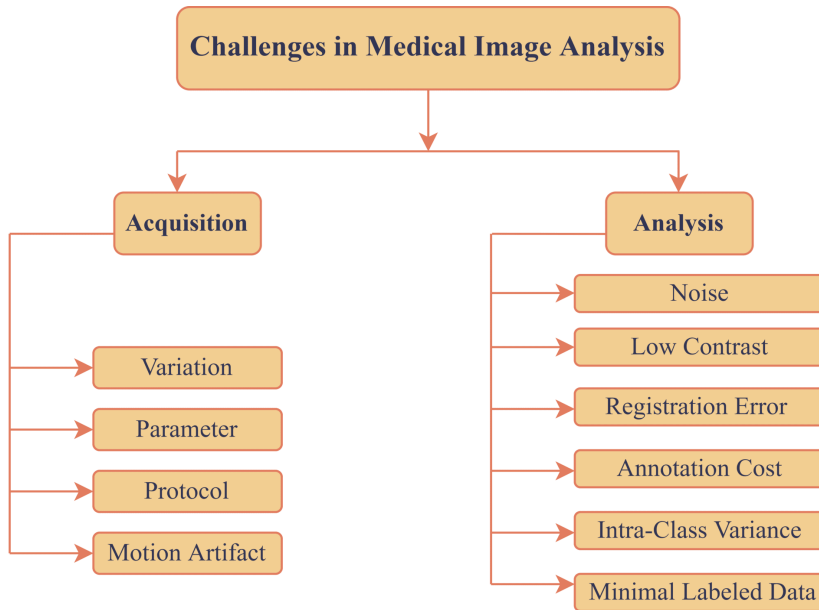 Challenges in Medical Image Analysis
Acquisition
Variation
Parameter
Protocol
Motion Artifact
Analysis
Noise
Low Contrast
Registration Error
Annotation Cost
Intra-Class Variance
Minimal Labeled Data